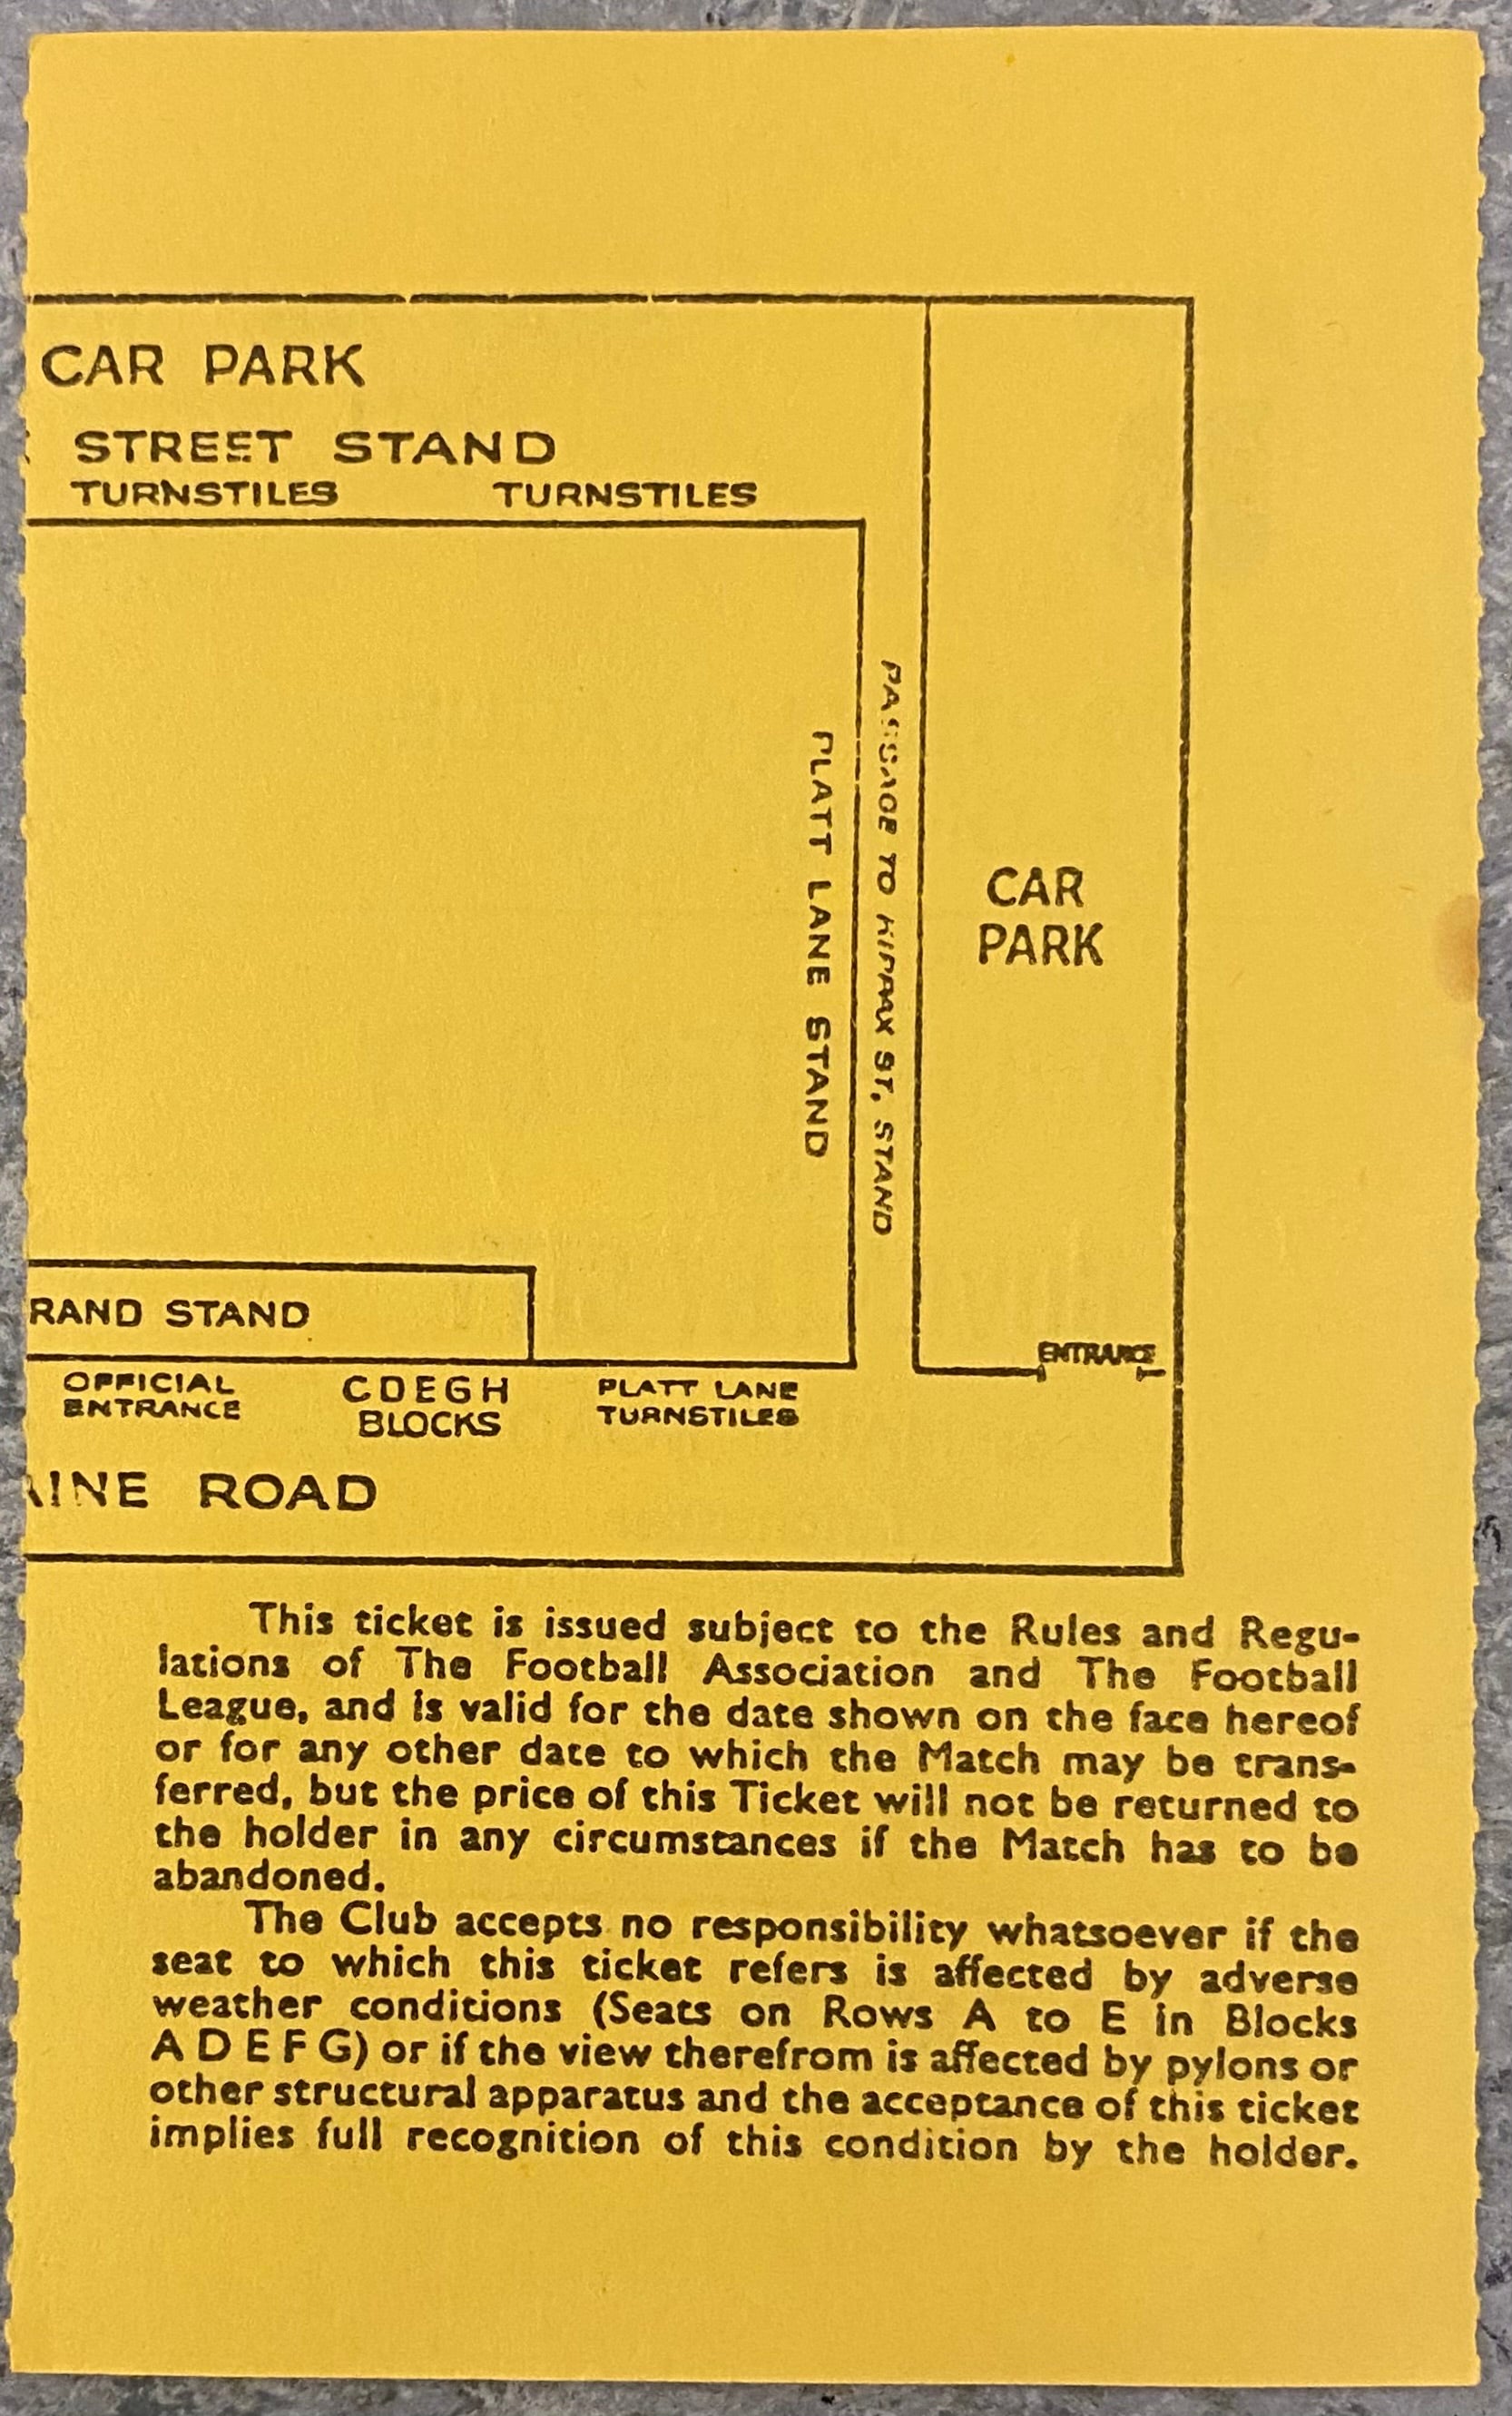 CAR PARK
STREET STAND
TURNSTILES TURNSTILES
PLATT LANE STAND
PASSAGE TO KIPPAX ST. STAND
CAR
PARK
RAND STAND
ENTRANCE
OFFICIAL
ENTRANCE
C D E G H
BLOCKS
PLATT LANE
TURNSTILES
AINE ROAD
This ticket is issued subject to the Rules and Regu-
lations of The Football Association and The Football
League, and is valid for the date shown on the face hereof
or for any other date to which the Match may be trans-
ferred, but the price of this Ticket will not be returned to
the holder in any circumstances if the Match has to be
abandoned.
The Club accepts no responsibility whatsoever if the
seat to which this ticket refers is affected by adverse
weather conditions (Seats on Rows A to E in Blocks
A D E F G) or if the view therefrom is affected by pylons or
other structural apparatus and the acceptance of this ticket
implies full recognition of this condition by the holder.